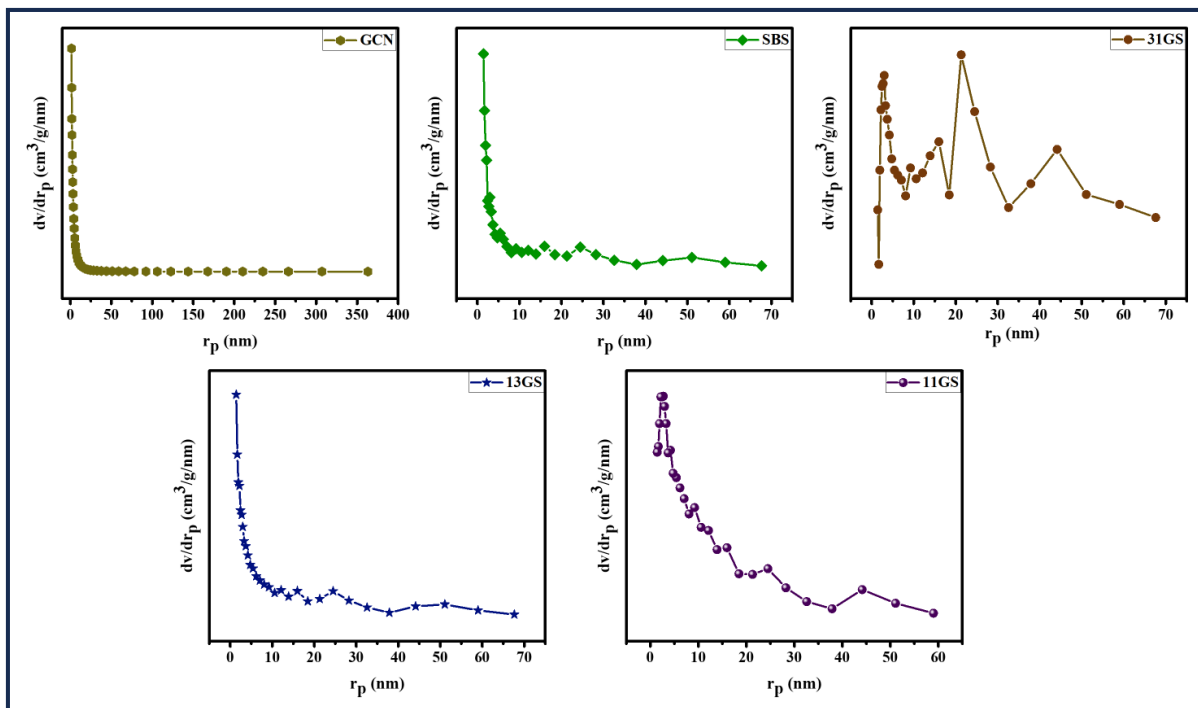 GCN
dv/drp (cm³/g/nm)
0 50 100 150 200 250 300 350 400
rp (nm)
SBS
dv/drp (cm³/g/nm)
0 10 20 30 40 50 60 70
rp (nm)
31GS
dv/drp (cm³/g/nm)
0 10 20 30 40 50 60 70
rp (nm)
13GS
dv/drp (cm³/g/nm)
0 10 20 30 40 50 60 70
rp (nm)
11GS
dv/drp (cm³/g/nm)
0 10 20 30 40 50 60
rp (nm)